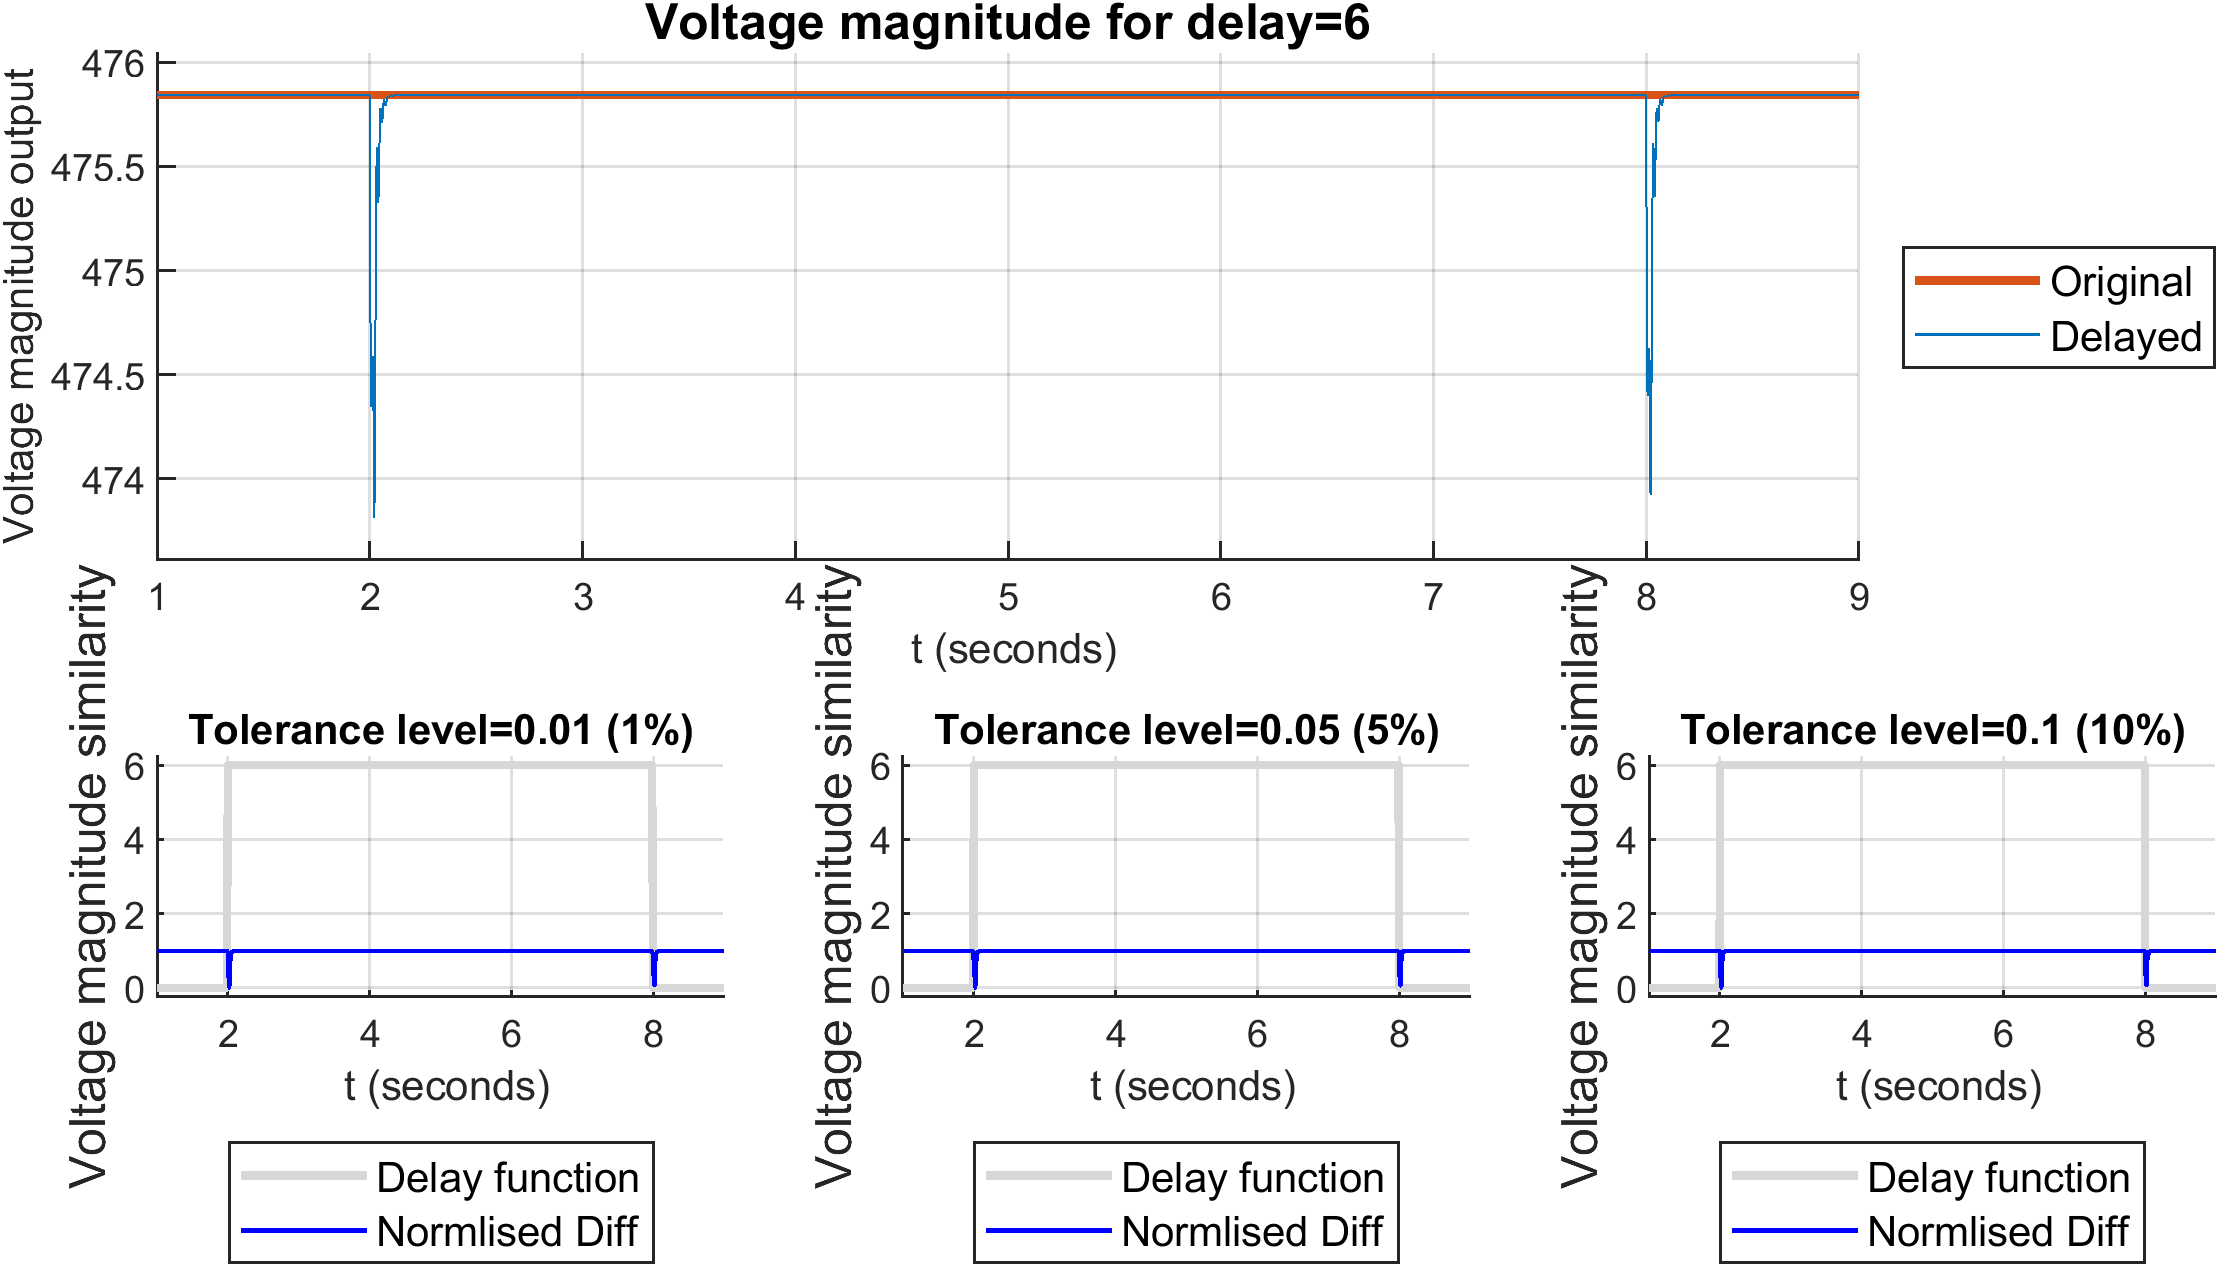 Voltage magnitude for delay=6
Voltage magnitude output
476
475.5
475
474.5
474
1 2 3 4 5 6 7 8 9
t (seconds)
Original
Delayed
Voltage magnitude similarity
Tolerance level=0.01 (1%)
6
4
2
0
2 4 6 8
t (seconds)
Delay function
Normlised Diff
Voltage magnitude similarity
Tolerance level=0.05 (5%)
6
4
2
0
2 4 6 8
t (seconds)
Delay function
Normlised Diff
Voltage magnitude similarity
Tolerance level=0.1 (10%)
6
4
2
0
2 4 6 8
t (seconds)
Delay function
Normlised Diff